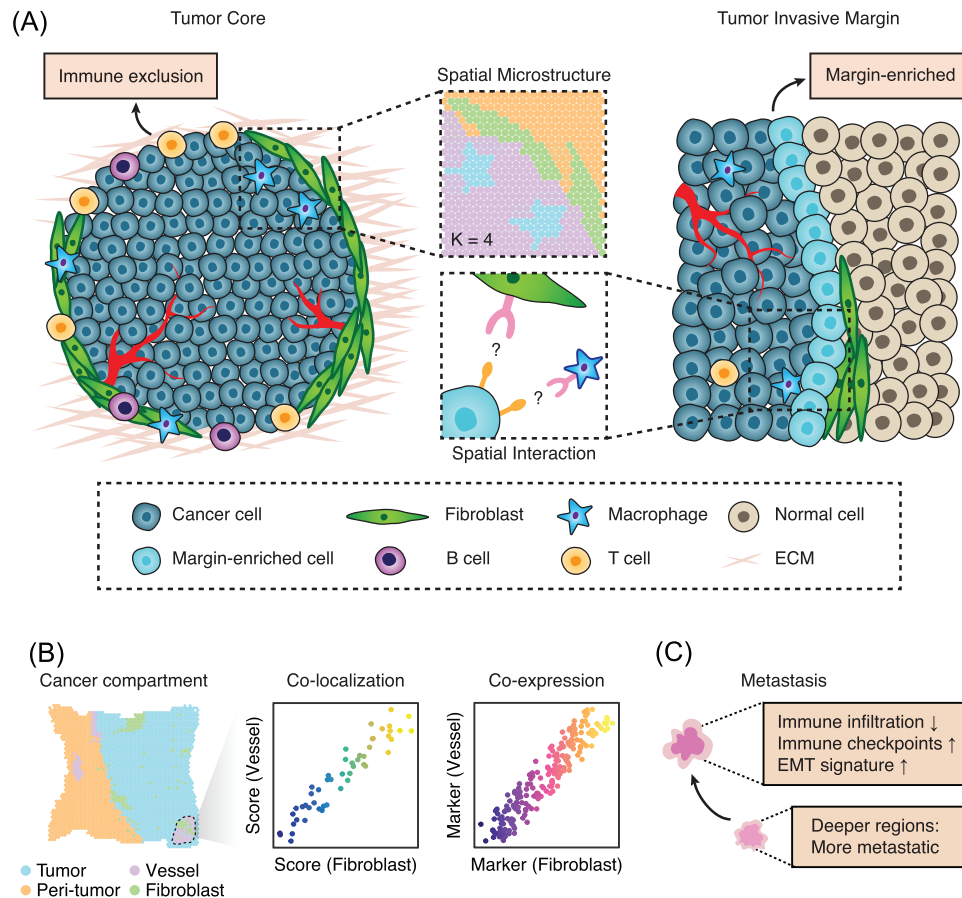 (A)
Tumor Core
Tumor Invasive Margin
Immune exclusion
Spatial Microstructure
Margin-enriched
K = 4
?
?
Spatial Interaction
Cancer cell
Fibroblast
Macrophage
Normal cell
Margin-enriched cell
B cell
T cell
ECM
(B)
Cancer compartment
Co-localization
Co-expression
Score (Vessel)
Score (Fibroblast)
Marker (Vessel)
Marker (Fibroblast)
Tumor
Vessel
Peri-tumor
Fibroblast
(C)
Metastasis
Immune infiltration ↓
Immune checkpoints ↑
EMT signature ↑
Deeper regions:
More metastatic